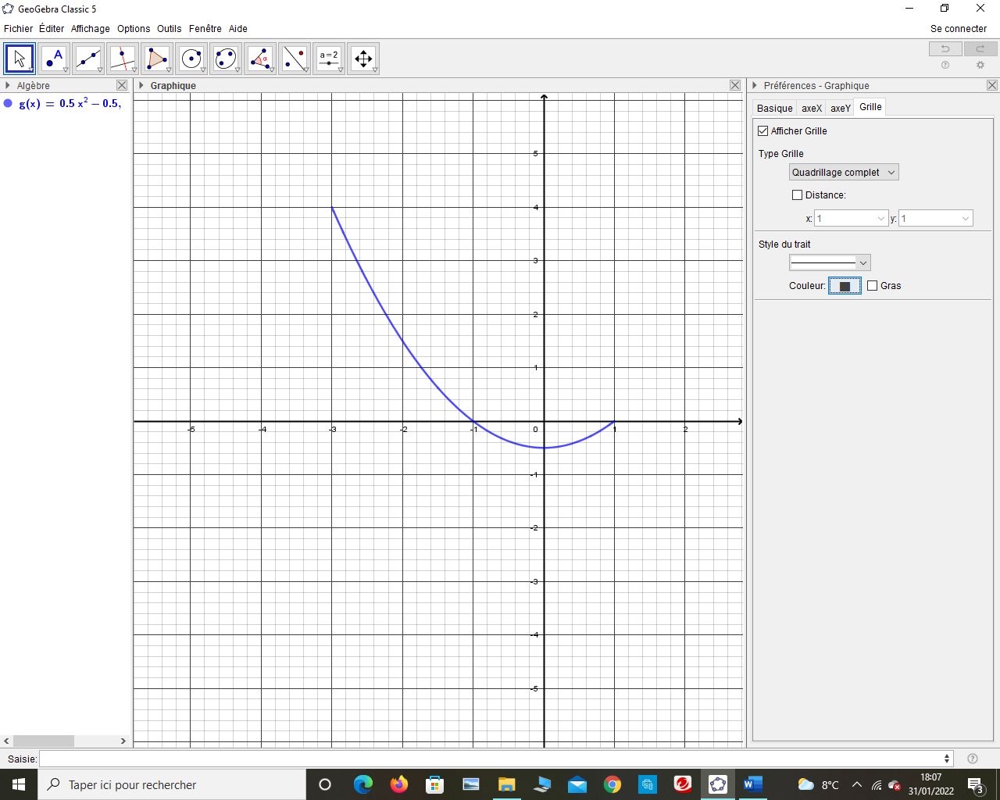 GeoGebra Classic 5
Fichier Éditer Affichage Options Outils Fenêtre Aide
Se connecter
A
α
a=2
Algèbre
Graphique
Préférences - Graphique
g(x) = 0.5 x² − 0.5,
Basique axeX axeY Grille
Afficher Grille
Type Grille
Quadrillage complet
Distance:
x: 1 y: 1
Style du trait
Couleur: Gras
5
4
3
2
1
-5 -4 -3 -2 -1 0 1 2
-1
-2
-3
-4
-5
Saisie:
Taper ici pour rechercher
8°C
18:07
31/01/2022
3